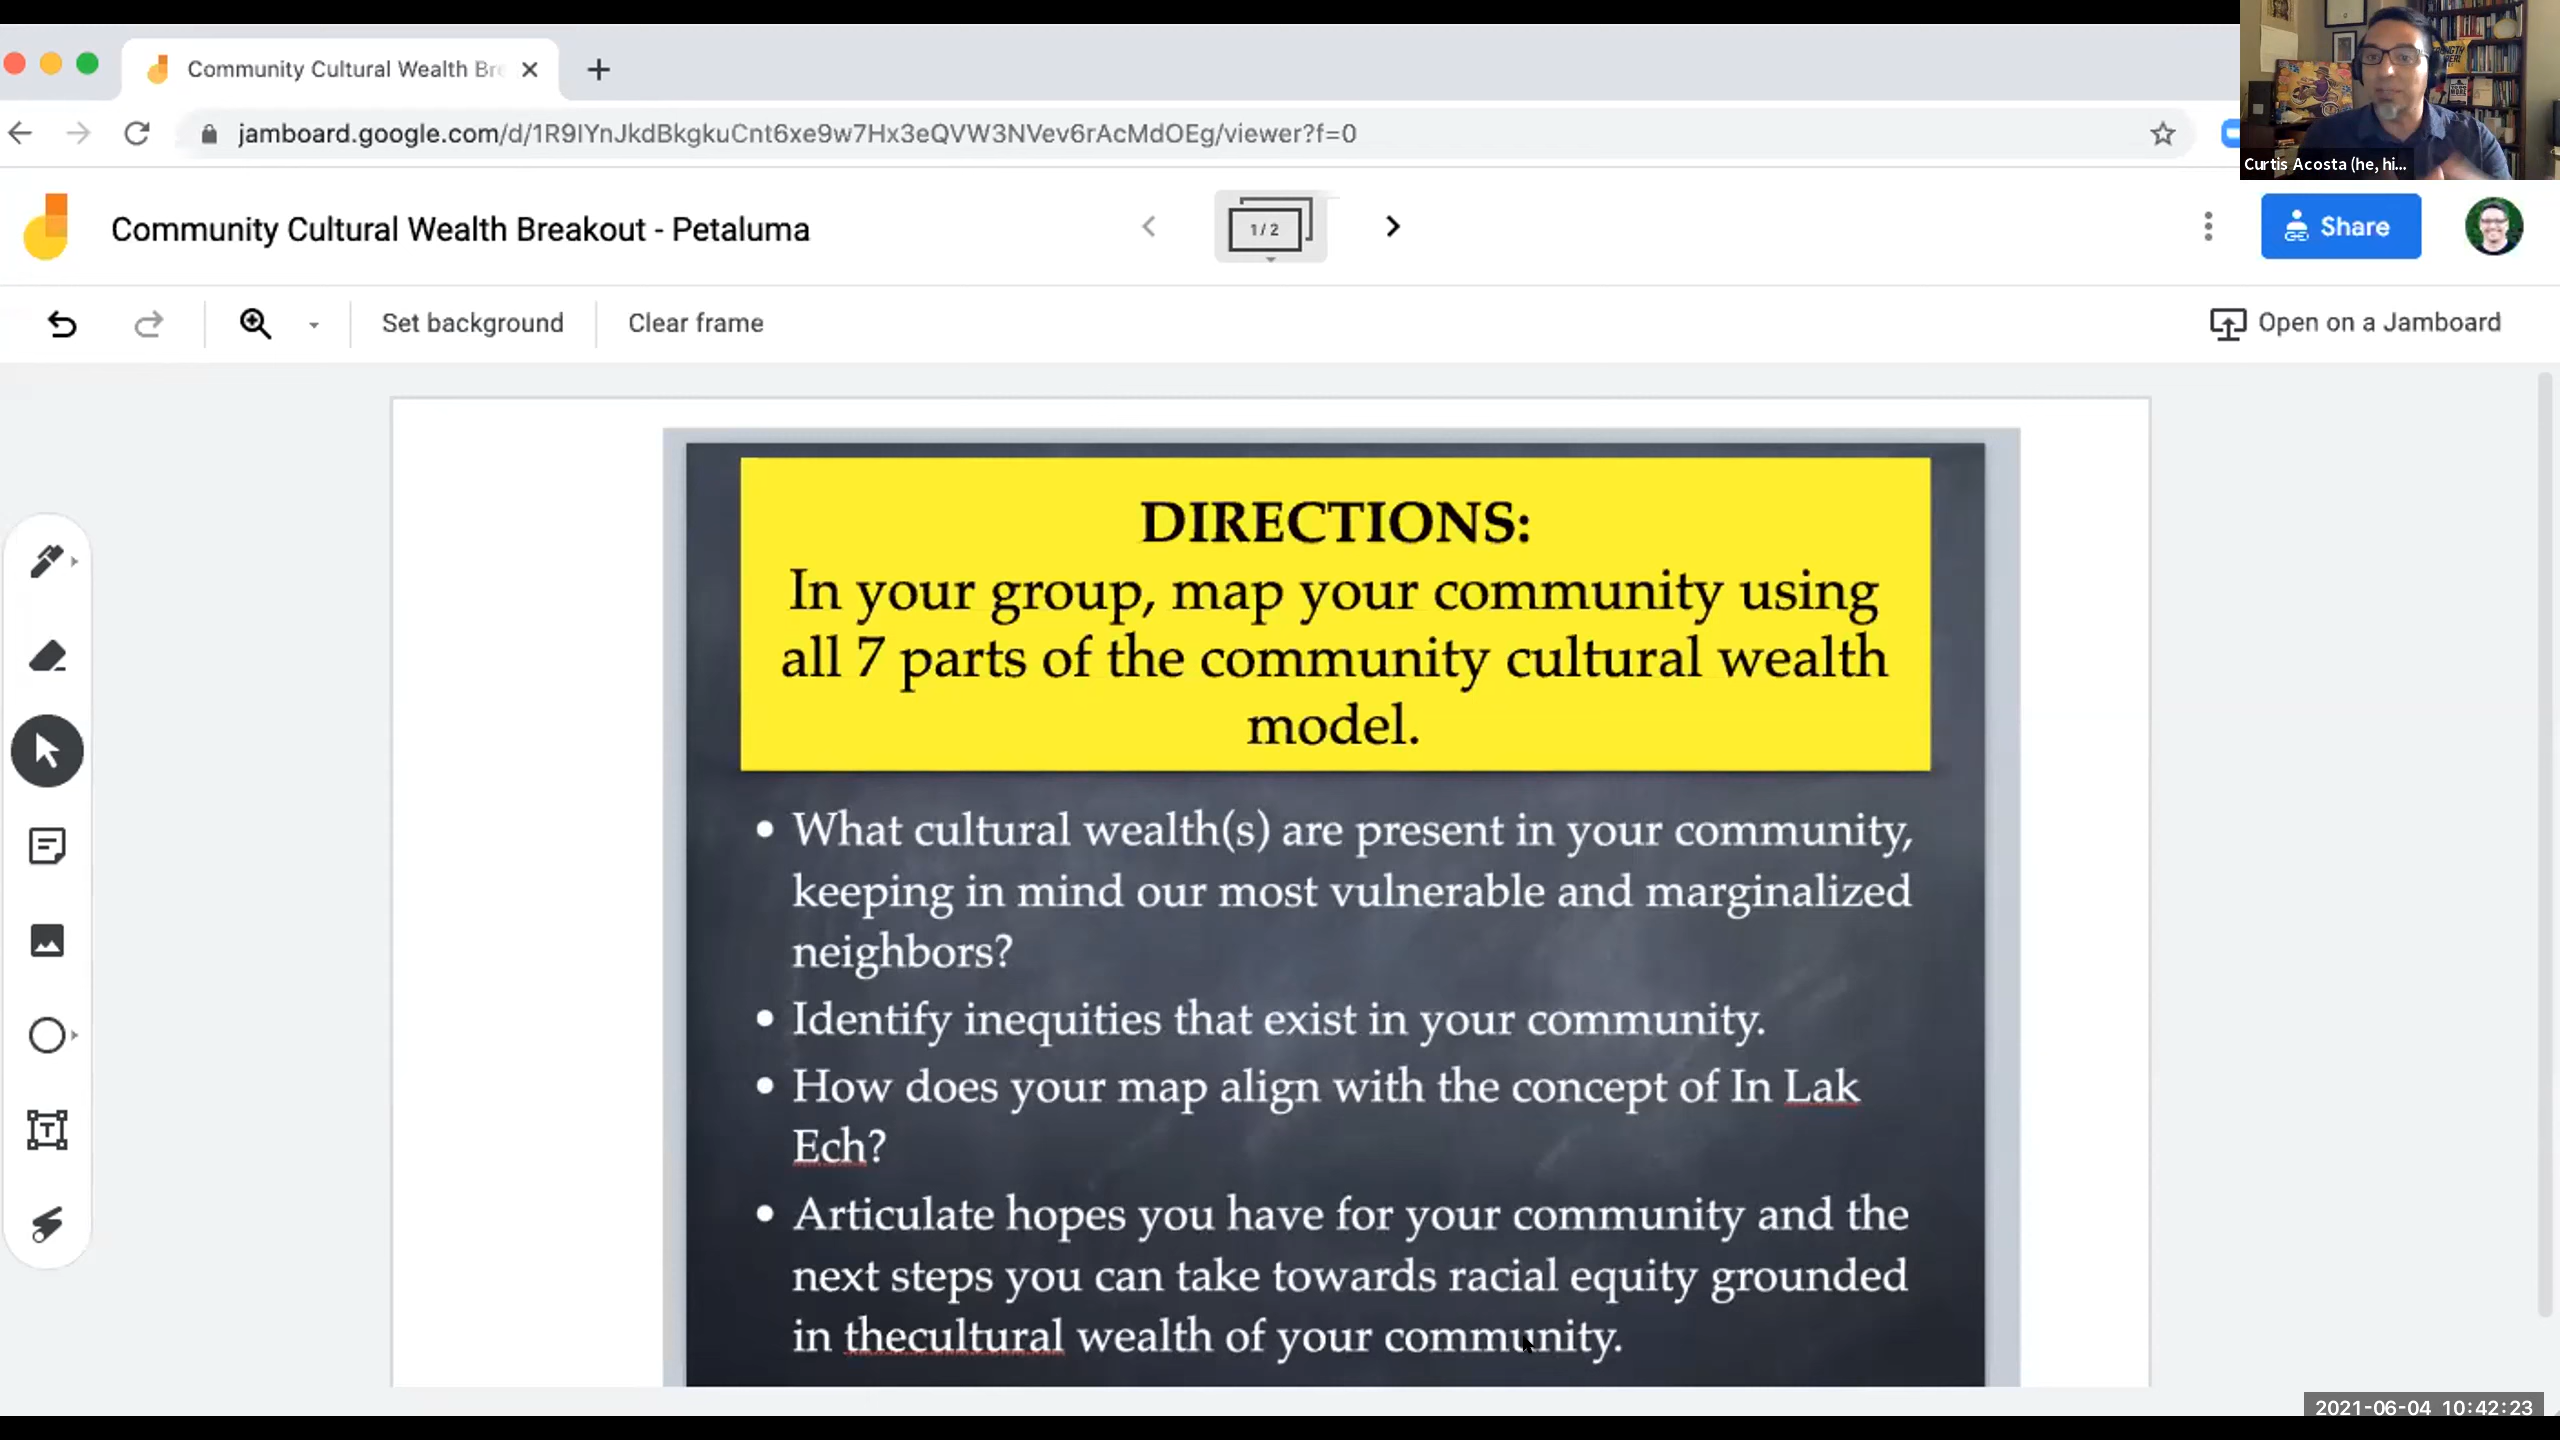 Community Cultural Wealth Bre
jamboard.google.com/d/1R9IYnJkdBkgkuCnt6xe9w7Hx3eQVW3NVev6rAcMdOEg/viewer?f=0
Curtis Acosta (he, hi...
Community Cultural Wealth Breakout - Petaluma
1 / 2
Share
Set background
Clear frame
Open on a Jamboard
DIRECTIONS:
In your group, map your community using
all 7 parts of the community cultural wealth
model.
• What cultural wealth(s) are present in your community,
keeping in mind our most vulnerable and marginalized
neighbors?
• Identify inequities that exist in your community.
• How does your map align with the concept of In Lak
Ech?
• Articulate hopes you have for your community and the
next steps you can take towards racial equity grounded
in thecultural wealth of your community.
2021-06-04 10:42:23